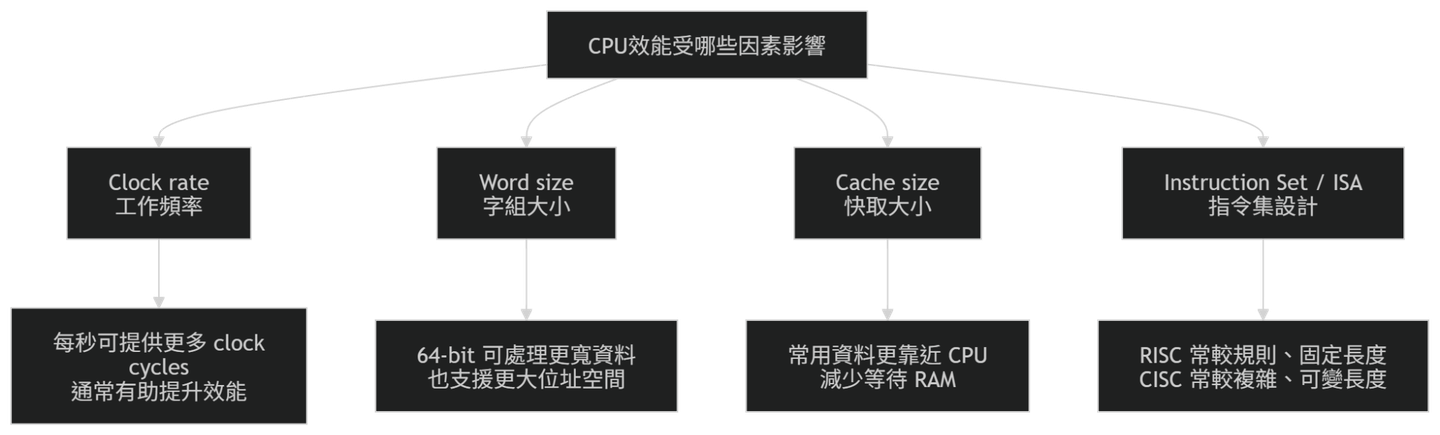 CPU效能受哪些因素影響
Clock rate
工作頻率
Word size
字組大小
Cache size
快取大小
Instruction Set / ISA
指令集設計
每秒可提供更多 clock
cycles
通常有助提升效能
64-bit 可處理更寬資料
也支援更大位址空間
常用資料更靠近 CPU
減少等待 RAM
RISC 常較規則、固定長度
CISC 常較複雜、可變長度